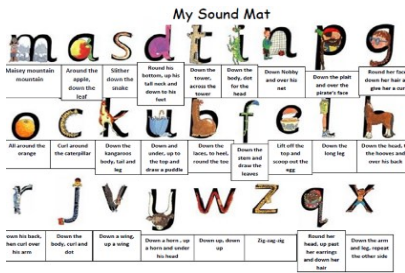 My Sound Mat
m a s d t i n p g
Maisey mountain
mountain
Around the
apple,
down the
leaf
Slither
down the
snake
Round his
bottom, up his
tall neck and
down to his
feet
Down the
tower,
across the
tower
Down the
body, dot
for the
head
Down Nobby
and over his
net
Down the plait
and over the
pirate's face
Round her face,
down her hair
give her a
o c k u b f e l h
All around the
orange
Curl around
the caterpillar
Down the
kangaroos
body, tail and
leg
Down and
under, up to
the top and
draw a puddle
Down the
laces, to heel,
round the toe
Down the
stem and
draw the
leaves
Lift off the
top and
scoop out the
egg
Down the
long leg
Down the head,
the hooves and
over his back
r j v y w z q x
own his back,
then curl over
his arm
Down the
body, curl
and dot
Down a wing,
up a wing
Down a horn , up
a horn and under
his head
Down up, down
up
Zig-zag-zig
Round her
head, up past
her earrings
and down her
hair
Down the arm
and leg, repeat
the other side